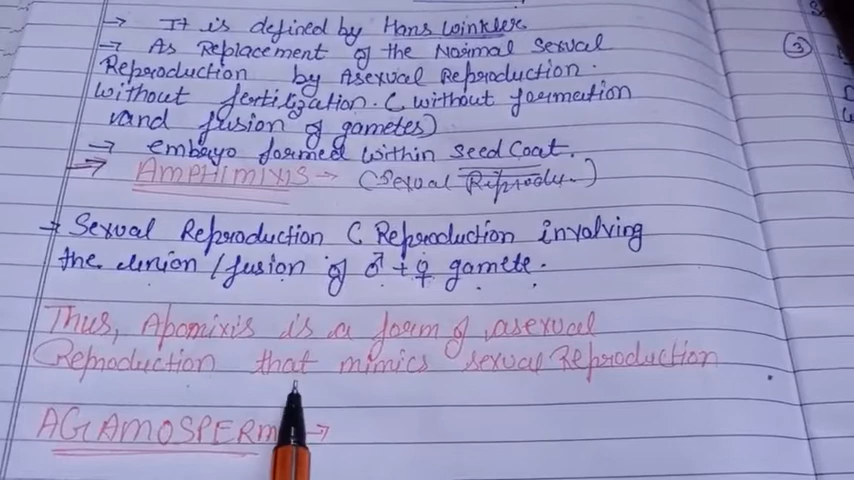 → It is defined by Hans Winkler.
→ As Replacement of the Normal Sexual
Reproduction by Asexual Reproduction.
without fertilization. ( without formation
and fusion of gametes)
→ embryo formed within Seed Coat.
→ AMPHIMIXIS → (Sexual Reprodu..)
→ Sexual Reproduction ( Reproduction involving
the union / fusion of ♂ + ♀ gamete.
Thus, Apomixis is a form of asexual
Reproduction that mimics sexual Reproduction
AGAMOSPERM →
(3)